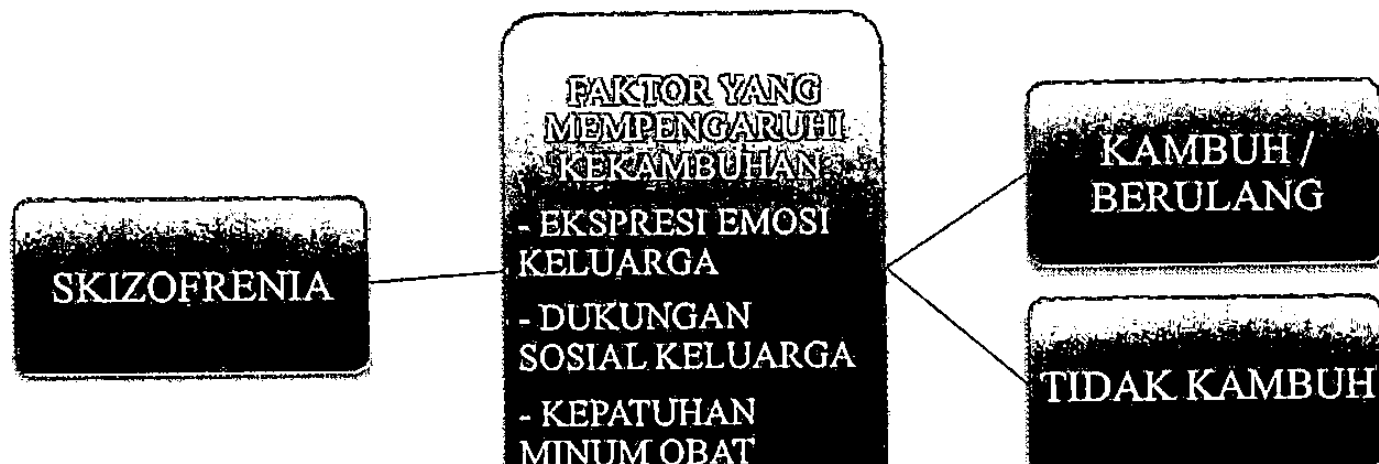 SKIZOFRENIA
FAKTOR YANG
MEMPENGARUHI
KEKAMBUHAN :
- EKSPRESI EMOSI
KELUARGA
- DUKUNGAN
SOSIAL KELUARGA
- KEPATUHAN
MINUM OBAT
KAMBUH /
BERULANG
TIDAK KAMBUH